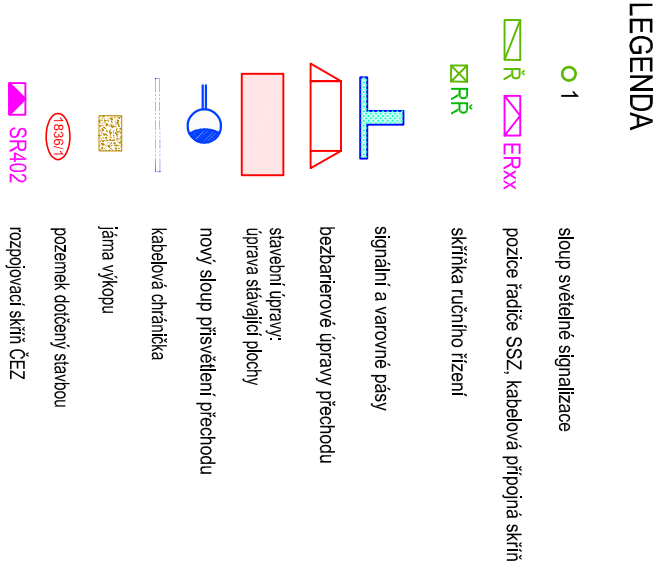 LEGENDA
1 sloup světelné signalizace
Ř ERxx pozice řadiče SSZ, kabelová přípojná skříň
RŘ skříňka ručního řízení
signální a varovné pásy
bezbarierové úpravy přechodu
stavební úpravy:
úprava stávající plochy
nový sloup přisvětlení přechodu
kabelová chránička
jáma výkopu
1836/1 pozemek dotčený stavbou
SR402 rozpojovací skříň ČEZ